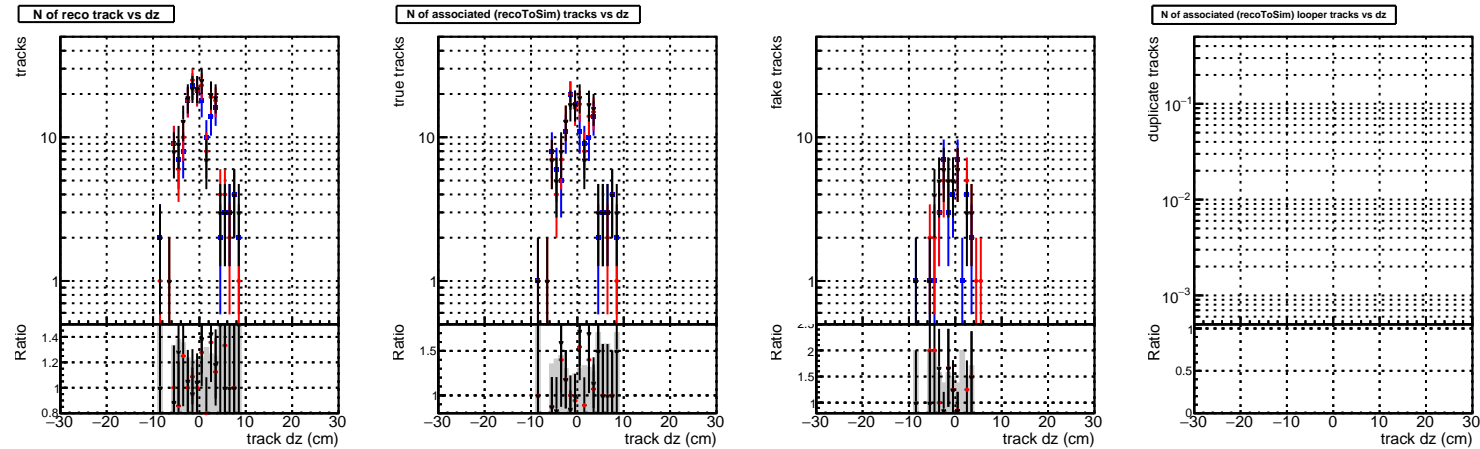 N of reco track vs dz
tracks
10
1
Ratio
1.4
1.2
1
0.8
−30 −20 −10 0 10 20 30
track dz (cm)
N of associated (recoToSim) tracks vs dz
true tracks
10
1
Ratio
1.5
1
−30 −20 −10 0 10 20 30
track dz (cm)
fake tracks
10
1
Ratio
2.5
2
1.5
1
−30 −20 −10 0 10 20 30
track dz (cm)
N of associated (recoToSim) looper tracks vs dz
duplicate tracks
10−1
10−2
10−3
Ratio
1
0.5
0
−30 −20 −10 0 10 20 30
track dz (cm)